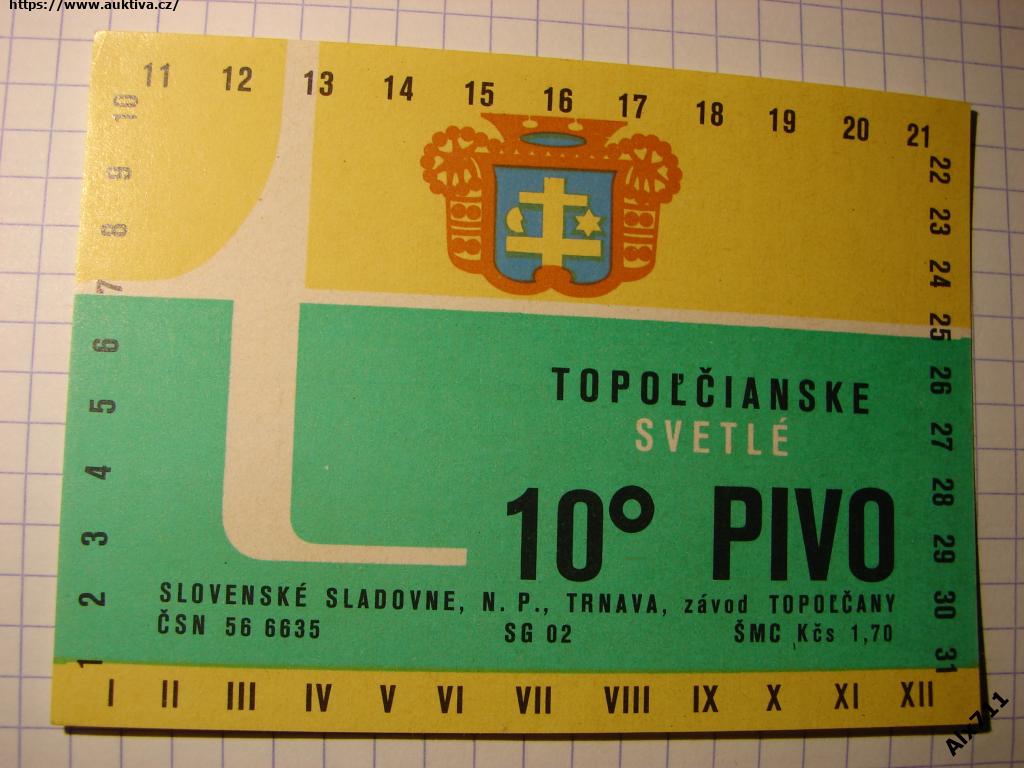 https://www.auktiva.cz/
11 12 13 14 15 16 17 18 19 20 21
10
9
8
7
6
5
4
3
2
1
22
23
24
25
26
27
28
29
30
31
TOPOĽČIANSKE
SVETLÉ
10° PIVO
SLOVENSKÉ SLADOVNE, N. P., TRNAVA, závod TOPOĽČANY
ČSN 56 6635 SG 02 ŠMC Kčs 1,70
I II III IV V VI VII VIII IX X XI XII
Alx711